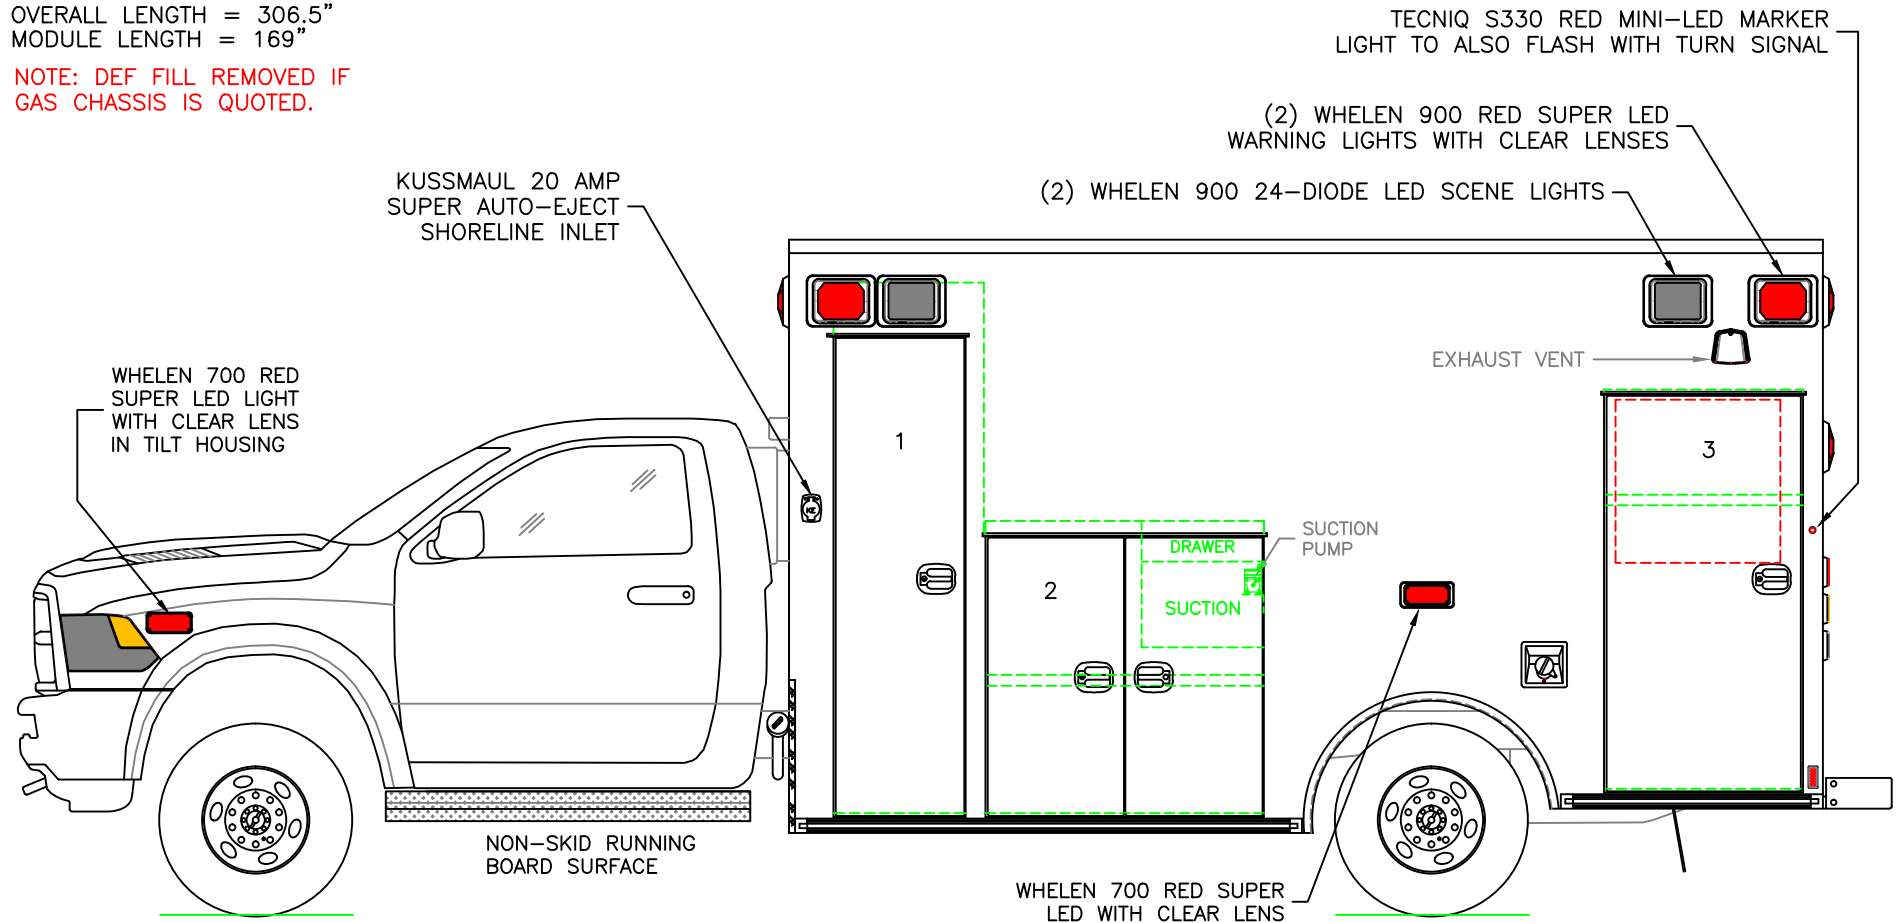 OVERALL LENGTH = 306.5”
MODULE LENGTH = 169”
NOTE: DEF FILL REMOVED IF
GAS CHASSIS IS QUOTED.
TECNIQ S330 RED MINI-LED MARKER
LIGHT TO ALSO FLASH WITH TURN SIGNAL
(2) WHELEN 900 RED SUPER LED
WARNING LIGHTS WITH CLEAR LENSES
(2) WHELEN 900 24-DIODE LED SCENE LIGHTS
KUSSMAUL 20 AMP
SUPER AUTO-EJECT
SHORELINE INLET
EXHAUST VENT
WHELEN 700 RED
SUPER LED LIGHT
WITH CLEAR LENS
IN TILT HOUSING
1
3
KE
SUCTION
PUMP
DRAWER
2
SUCTION
NON-SKID RUNNING
BOARD SURFACE
WHELEN 700 RED SUPER
LED WITH CLEAR LENS